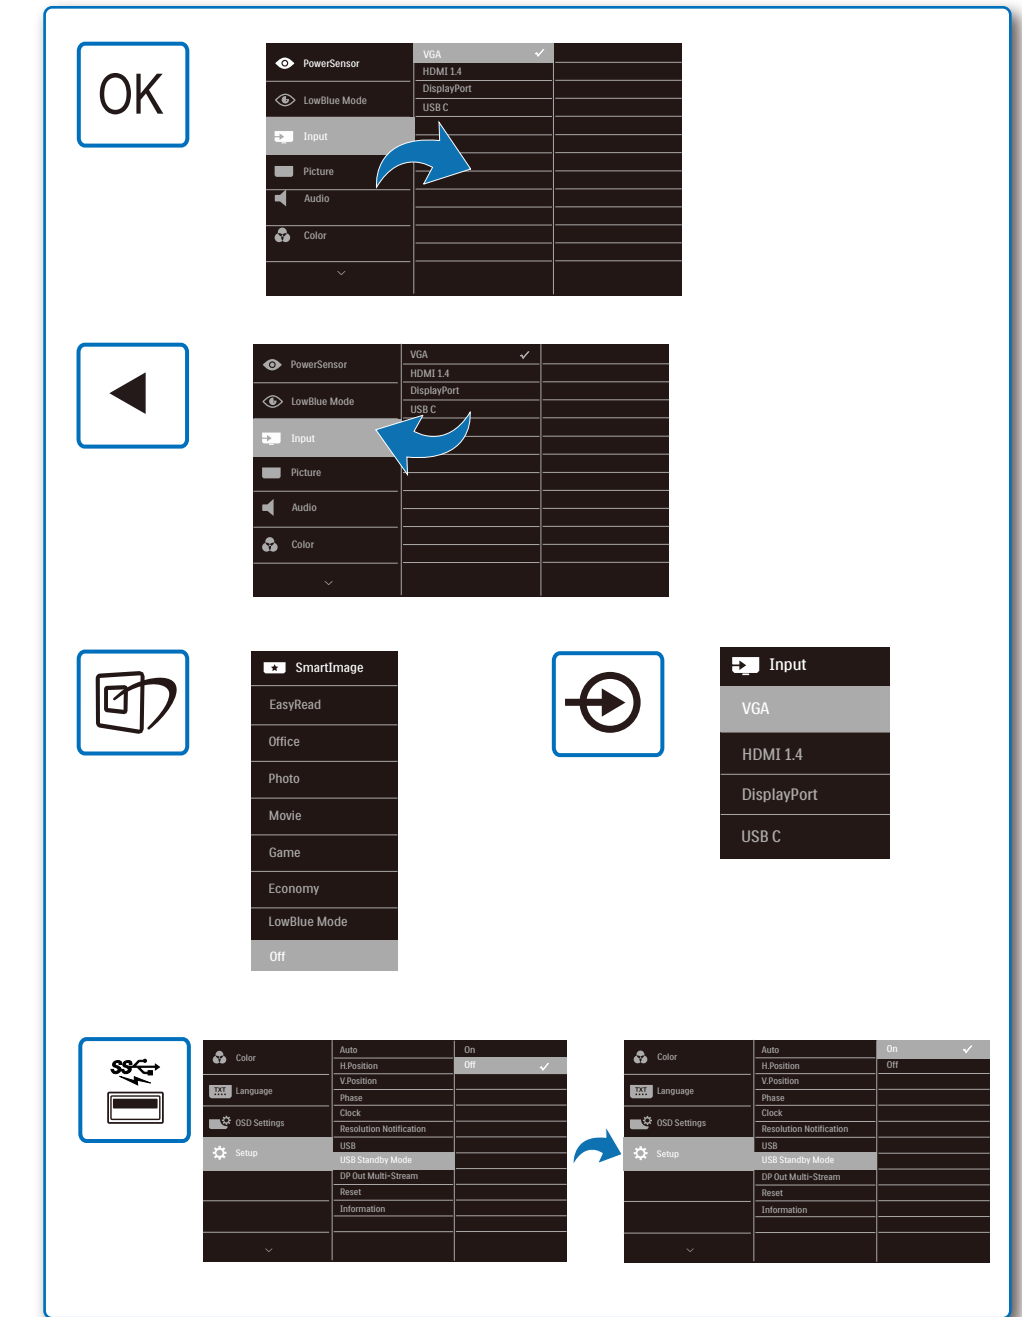 OK
PowerSensor
LowBlue Mode
Input
Picture
Audio
Color
VGA
HDMI 1.4
DisplayPort
USB C
PowerSensor
LowBlue Mode
Input
Picture
Audio
Color
VGA
HDMI 1.4
DisplayPort
USB C
SmartImage
EasyRead
Office
Photo
Movie
Game
Economy
LowBlue Mode
Off
Input
VGA
HDMI 1.4
DisplayPort
USB C
SS
Color
TXT
Language
OSD Settings
Setup
Auto
H.Position
V.Position
Phase
Clock
Resolution Notification
USB
USB Standby Mode
DP Out Multi-Stream
Reset
Information
On
Off
Color
TXT
Language
OSD Settings
Setup
Auto
H.Position
V.Position
Phase
Clock
Resolution Notification
USB
USB Standby Mode
DP Out Multi-Stream
Reset
Information
On
Off